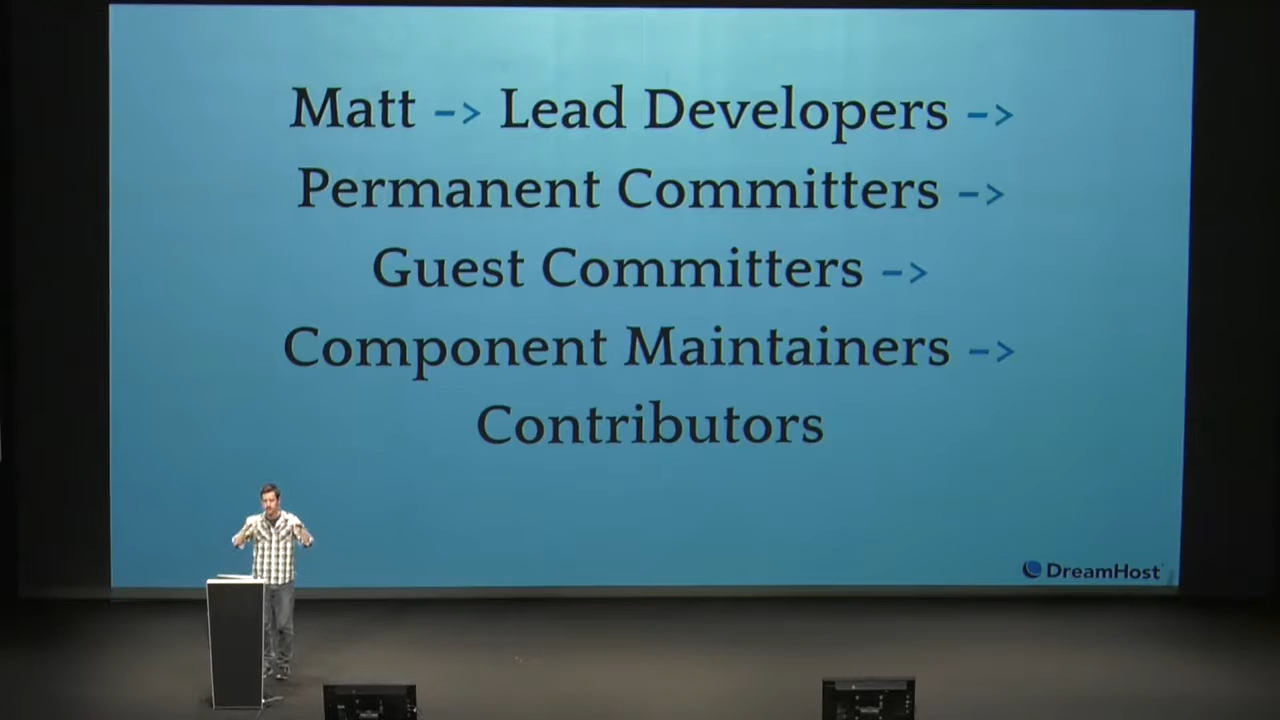 Matt -> Lead Developers ->
Permanent Committers ->
Guest Committers ->
Component Maintainers ->
Contributors
DreamHost